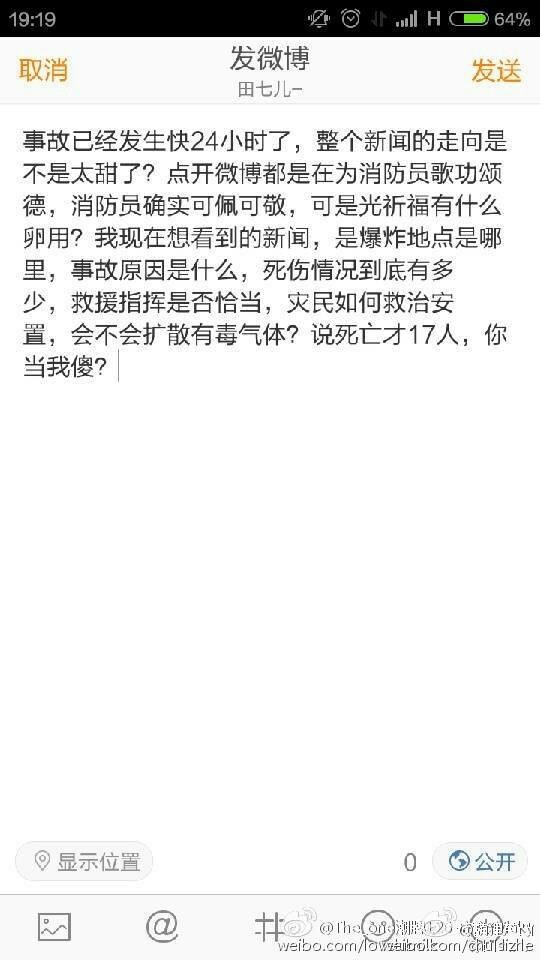 19:19
H
64%
取消
发微博
发送
田七儿一
事故已经发生快24小时了，整个新闻的走向是
不是太甜了？点开微博都是在为消防员歌功颂
德，消防员确实可佩可敬，可是光祈福有什么
卵用？我现在想看到的新闻，是爆炸地点是哪
里，事故原因是什么，死伤情况到底有多
少，救援指挥是否恰当，灾民如何救治安
置，会不会扩散有毒气体？说死亡才17人，你
当我傻？
显示位置
0
公开
@